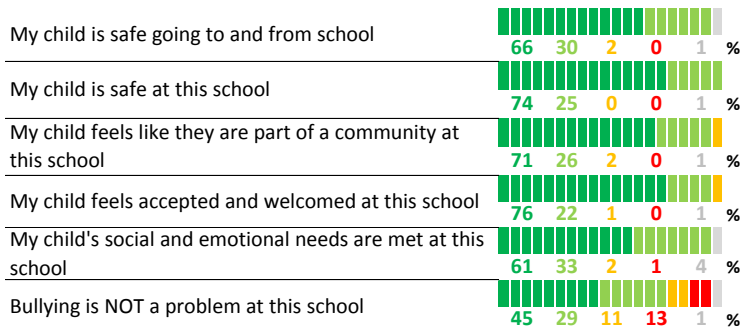 My child is safe going to and from school
66 30 2 0 1 %
My child is safe at this school
74 25 0 0 1 %
My child feels like they are part of a community at
this school
71 26 2 0 1 %
My child feels accepted and welcomed at this school
76 22 1 0 1 %
My child's social and emotional needs are met at this
school
61 33 2 1 4 %
Bullying is NOT a problem at this school
45 29 11 13 1 %